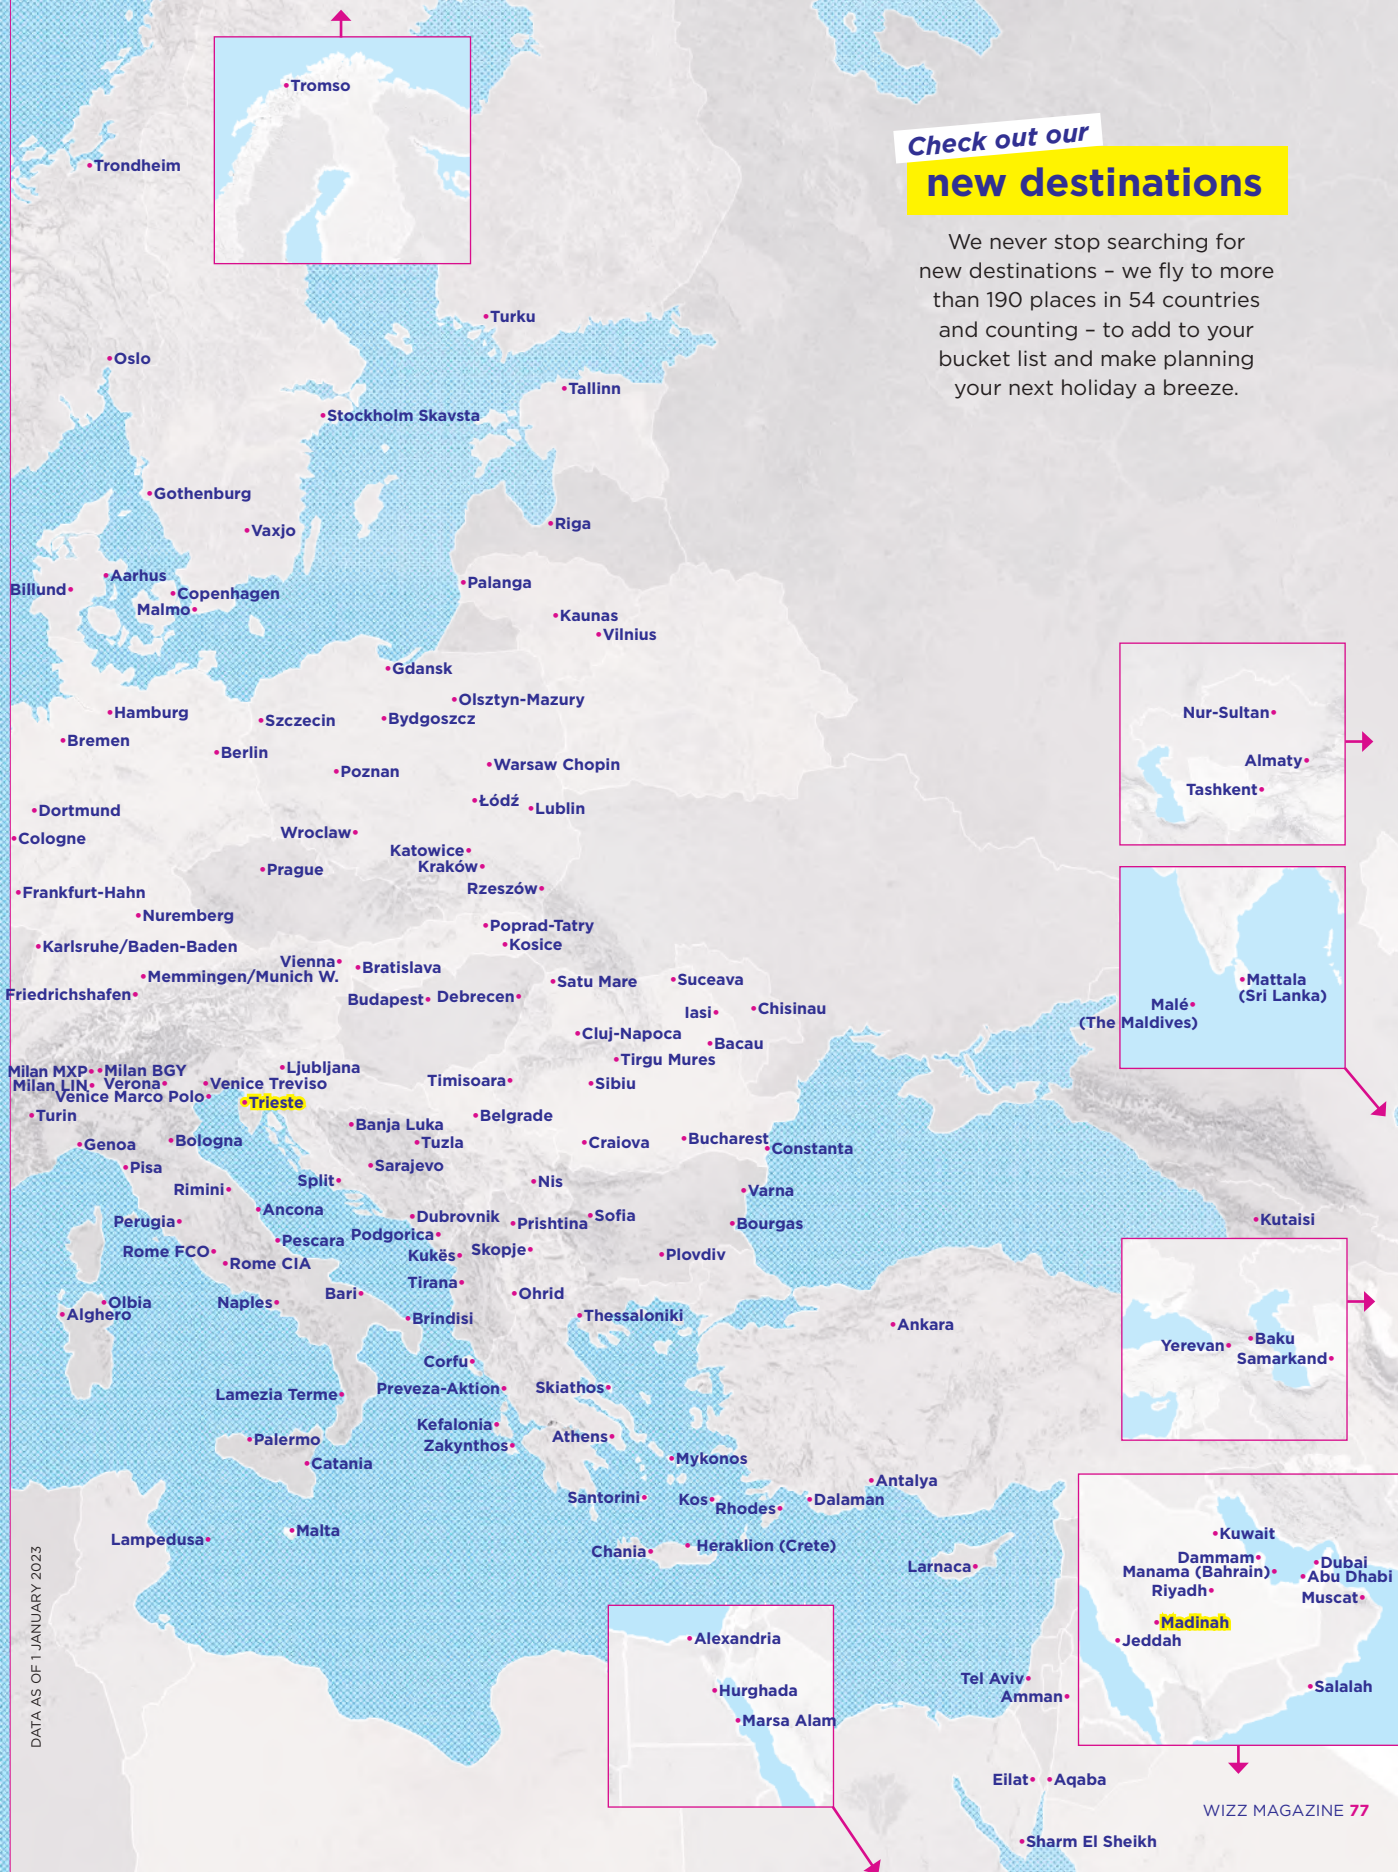 Tromso
Trondheim
Check out our
new destinations
We never stop searching for
new destinations – we fly to more
than 190 places in 54 countries
and counting – to add to your
bucket list and make planning
your next holiday a breeze.
Turku
Oslo
Tallinn
Stockholm Skavsta
Gothenburg
Riga
Vaxjo
Aarhus
Palanga
Billund
Copenhagen
Malmo
Kaunas
Vilnius
Gdansk
Olsztyn-Mazury
Hamburg
Szczecin
Bydgoszcz
Bremen
Berlin
Poznan
Warsaw Chopin
Łódź
Lublin
Dortmund
Wroclaw
Cologne
Katowice
Kraków
Prague
Rzeszów
Frankfurt-Hahn
Nuremberg
Poprad-Tatry
Kosice
Karlsruhe/Baden-Baden
Vienna
Bratislava
Memmingen/Munich W.
Satu Mare
Suceava
Friedrichshafen
Budapest
Debrecen
Iasi
Chisinau
Cluj-Napoca
Bacau
Tirgu Mures
Milan MXP
Milan BGY
Ljubljana
Milan LIN
Verona
Venice Treviso
Timisoara
Sibiu
Venice Marco Polo
Trieste
Turin
Banja Luka
Belgrade
Genoa
Bologna
Tuzla
Craiova
Bucharest
Constanta
Pisa
Sarajevo
Rimini
Split
Nis
Varna
Ancona
Perugia
Dubrovnik
Prishtina
Sofia
Bourgas
Pescara
Podgorica
Rome FCO
Rome CIA
Kukës
Skopje
Plovdiv
Tirana
Olbia
Naples
Bari
Ohrid
Alghero
Brindisi
Thessaloniki
Ankara
Corfu
Lamezia Terme
Preveza-Aktion
Skiathos
Kefalonia
Palermo
Zakynthos
Athens
Catania
Mykonos
Antalya
Santorini
Kos
Rhodes
Dalaman
Lampedusa
Malta
Chania
Heraklion (Crete)
Larnaca
Nur-Sultan
Almaty
Tashkent
Mattala
(Sri Lanka)
Malé
(The Maldives)
Kutaisi
Baku
Yerevan
Samarkand
Kuwait
Dammam
Dubai
Manama (Bahrain)
Abu Dhabi
Riyadh
Muscat
Madinah
Jeddah
Salalah
Alexandria
Hurghada
Marsa Alam
Tel Aviv
Amman
Eilat
Aqaba
Sharm El Sheikh
DATA AS OF 1 JANUARY 2023
WIZZ MAGAZINE 77